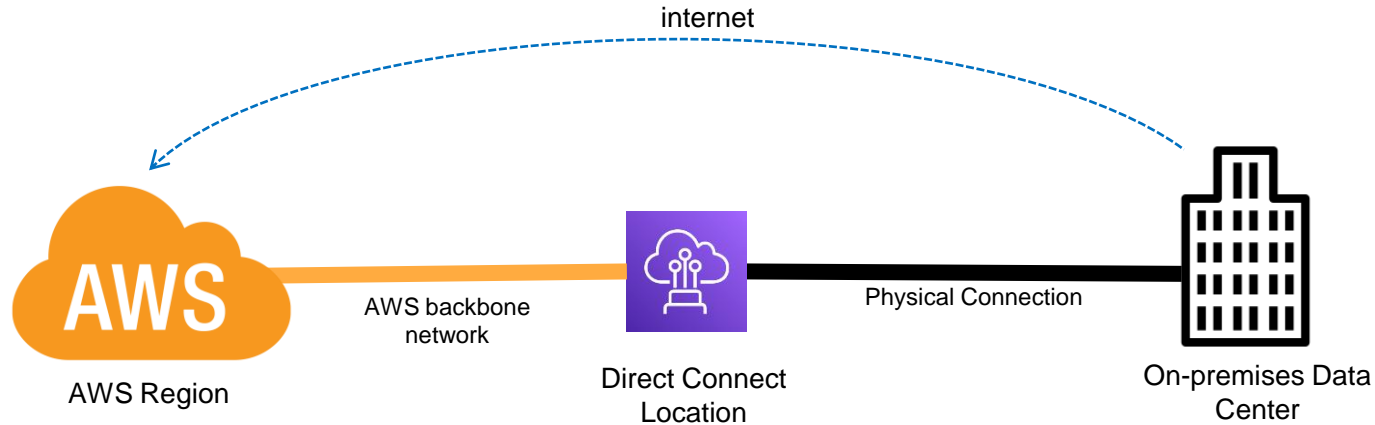 internet
AWS
AWS backbone
network
Physical Connection
AWS Region
Direct Connect
Location
On-premises Data
Center